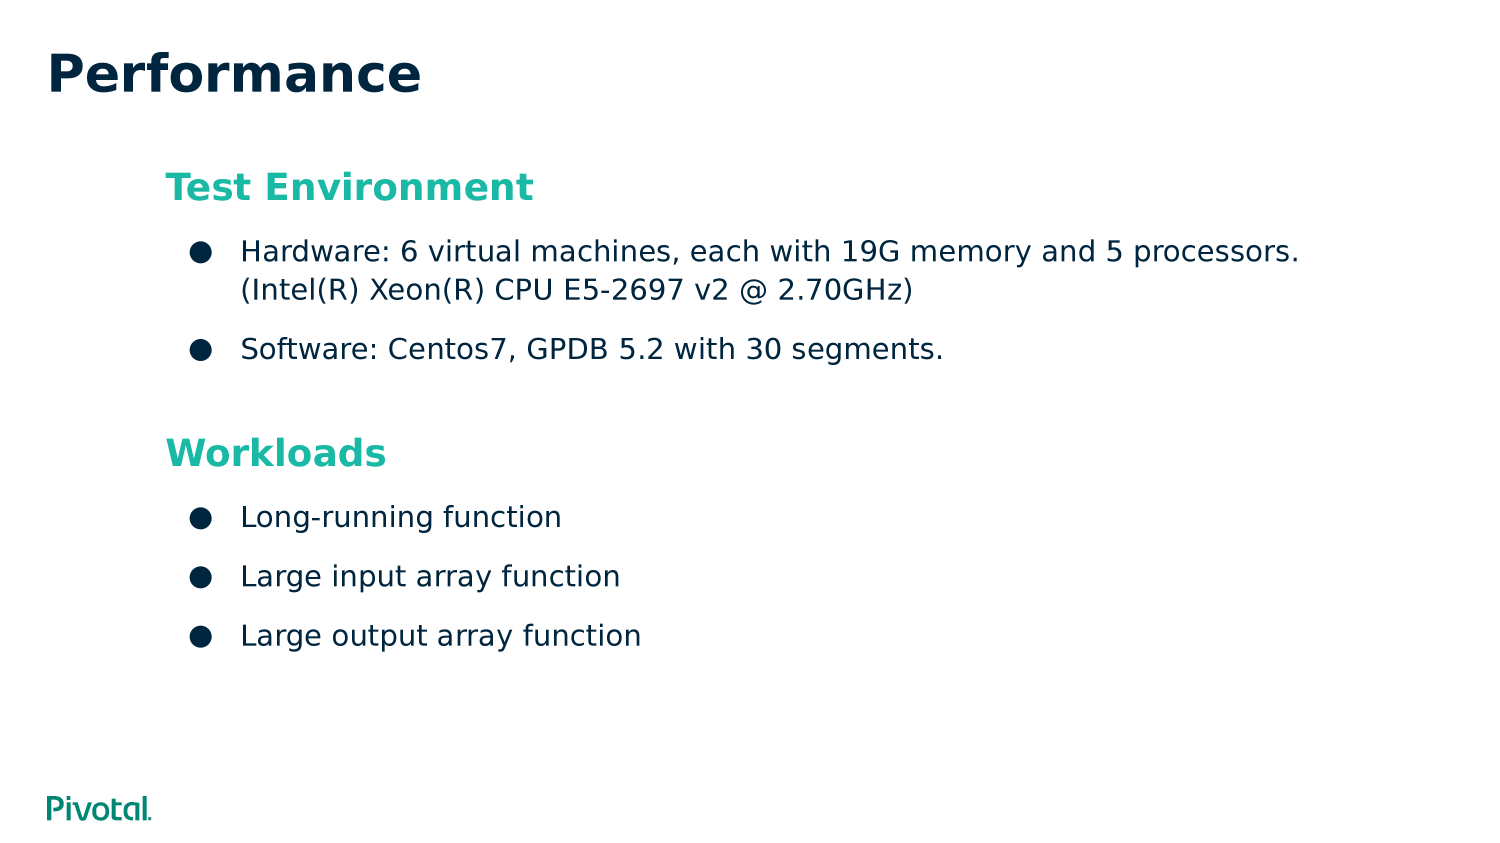 Performance
Test Environment
● Hardware: 6 virtual machines, each with 19G memory and 5 processors.
(Intel(R) Xeon(R) CPU E5-2697 v2 @ 2.70GHz)
● Software: Centos7, GPDB 5.2 with 30 segments.
Workloads
● Long-running function
● Large input array function
● Large output array function
Pivotal.